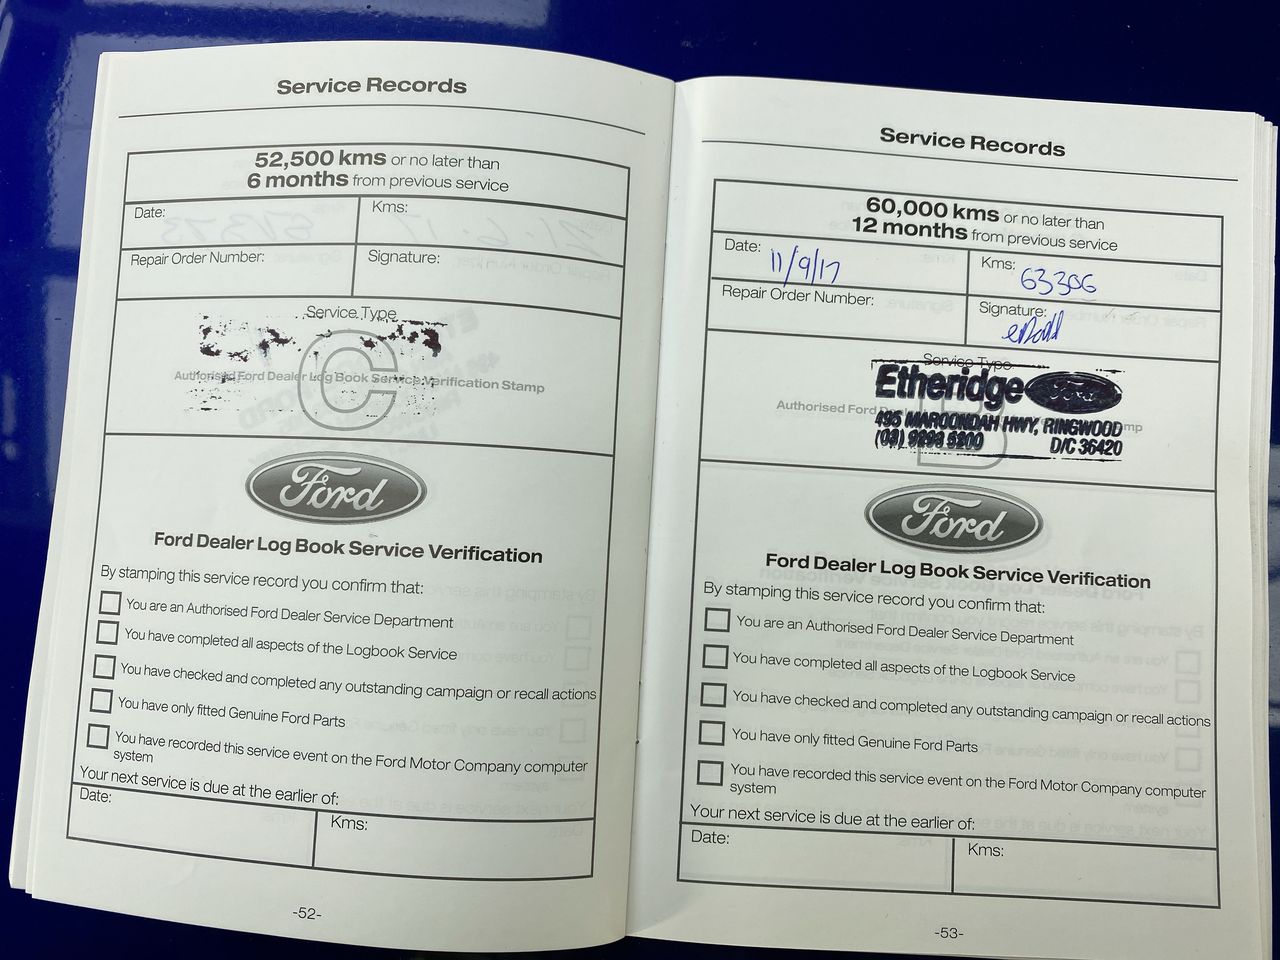 Service Records
52,500 kms or no later than
6 months from previous service
Date:
Kms:
Repair Order Number:
Signature:
Service Type
C
Authorised Ford Dealer Log Book Service Verification Stamp
Ford
Ford Dealer Log Book Service Verification
By stamping this service record you confirm that:
You are an Authorised Ford Dealer Service Department
You have completed all aspects of the Logbook Service
You have checked and completed any outstanding campaign or recall actions
You have only fitted Genuine Ford Parts
You have recorded this service event on the Ford Motor Company computer
system
Your next service is due at the earlier of:
Date:
Kms:
-52-
Service Records
60,000 kms or no later than
12 months from previous service
Date: 11/9/17
Kms: 63306
Repair Order Number:
Signature:
Service Type
Etheridge Ford
Authorised Ford
B
495 MAROONDAH HWY, RINGWOOD
D/C 36420
Ford
Ford Dealer Log Book Service Verification
By stamping this service record you confirm that:
You are an Authorised Ford Dealer Service Department
You have completed all aspects of the Logbook Service
You have checked and completed any outstanding campaign or recall actions
You have only fitted Genuine Ford Parts
You have recorded this service event on the Ford Motor Company computer
system
Your next service is due at the earlier of:
Date:
Kms:
-53-